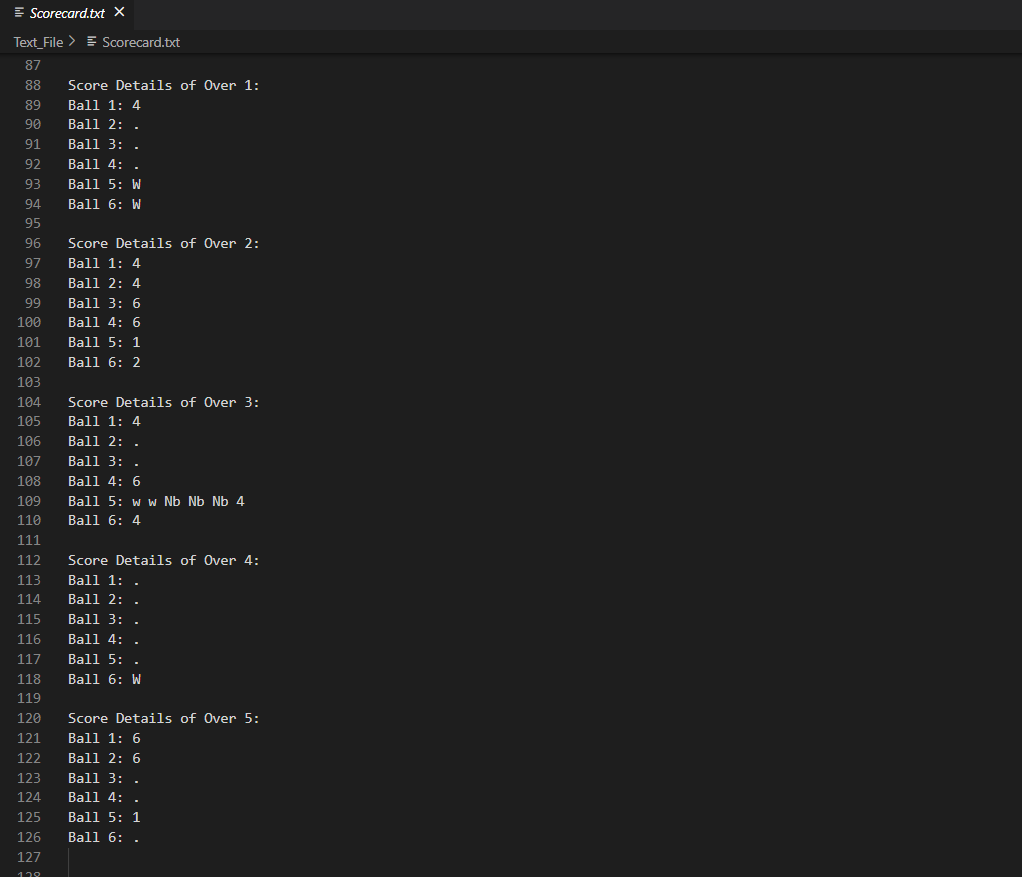 Scorecard.txt
Text_File > Scorecard.txt
87
88 Score Details of Over 1:
89 Ball 1: 4
90 Ball 2: .
91 Ball 3: .
92 Ball 4: .
93 Ball 5: W
94 Ball 6: W
95
96 Score Details of Over 2:
97 Ball 1: 4
98 Ball 2: 4
99 Ball 3: 6
100 Ball 4: 6
101 Ball 5: 1
102 Ball 6: 2
103
104 Score Details of Over 3:
105 Ball 1: 4
106 Ball 2: .
107 Ball 3: .
108 Ball 4: 6
109 Ball 5: w w Nb Nb Nb 4
110 Ball 6: 4
111
112 Score Details of Over 4:
113 Ball 1: .
114 Ball 2: .
115 Ball 3: .
116 Ball 4: .
117 Ball 5: .
118 Ball 6: W
119
120 Score Details of Over 5:
121 Ball 1: 6
122 Ball 2: 6
123 Ball 3: .
124 Ball 4: .
125 Ball 5: 1
126 Ball 6: .
127
128